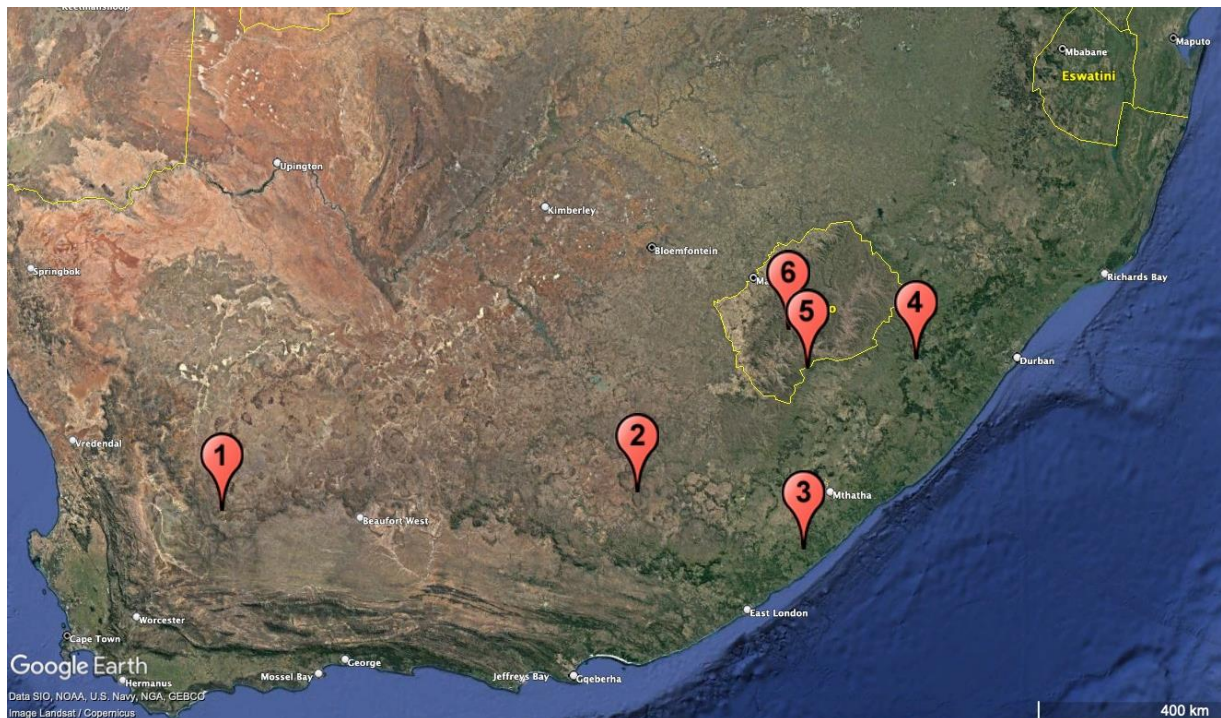 Keetmanshoop
Maputo
Mbabane
Eswatini
Upington
Kimberley
Bloemfontein
Springbok
6
Richards Bay
5
4
Durban
Vredendal
2
1
3
Mthatha
Beaufort West
East London
Worcester
Cape Town
Google Earth
George
Mossel Bay
Jeffreys Bay
Gqeberha
Hermanus
Data SIO, NOAA, U.S. Navy, NGA, GEBCO
Image Landsat / Copernicus
400 km